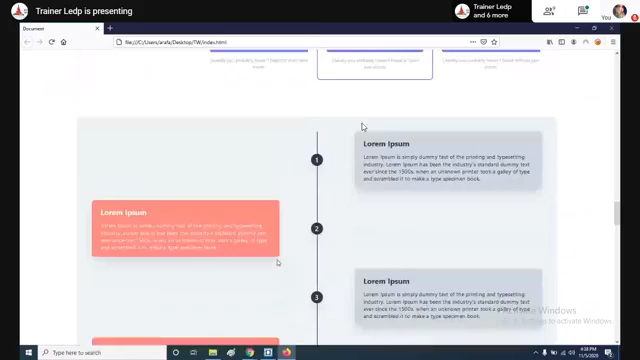 Trainer Ledp is presenting
Trainer Ledp
and 6 more
You
Document
file:///C:/Users/arafa/Desktop/TW/index.html
1
Lorem Ipsum
Lorem Ipsum is simply dummy text of the printing and typesetting
industry. Lorem Ipsum has been the industry's standard dummy text
ever since the 1500s, when an unknown printer took a galley of type
and scrambled it to make a type specimen book.
Lorem Ipsum
2
3
Lorem Ipsum
Lorem Ipsum is simply dummy text of the printing and typesetting
industry. Lorem Ipsum has been the industry's standard dummy text
ever since the 1500s, when an unknown printer took a galley of type
and scrambled it to make a type specimen book.
Activate Windows
Go to Settings to activate Windows.
Type here to search
4:38 PM
11/5/2020